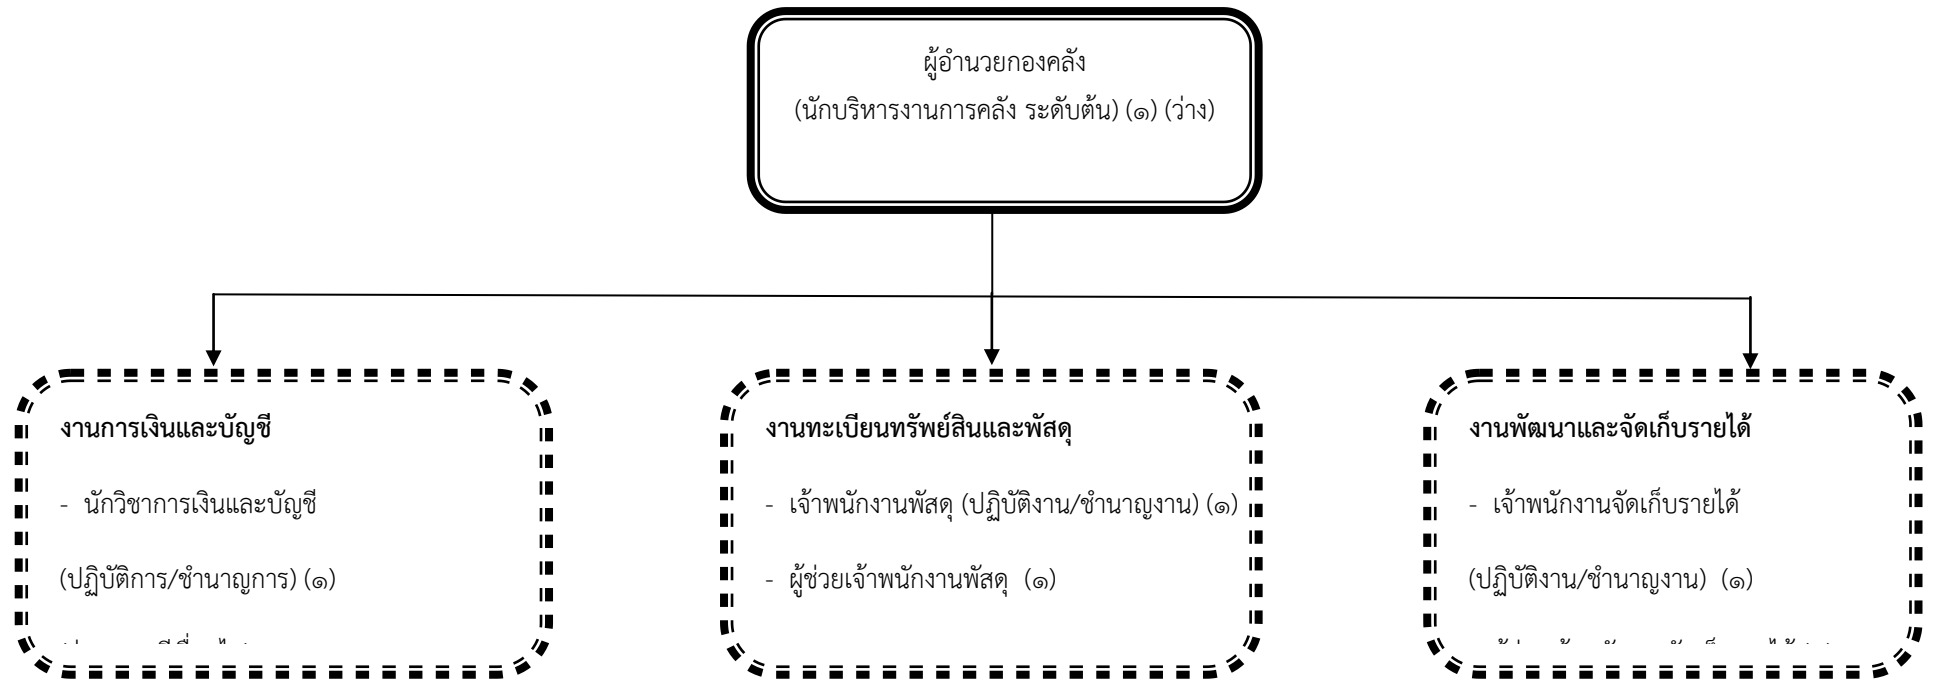 ผู้อำนวยกองคลัง
(นักบริหารงานการคลัง ระดับต้น) (๑) (ว่าง)
งานการเงินและบัญชี
- นักวิชาการเงินและบัญชี
(ปฏิบัติการ/ชำนาญการ) (๑)
งานทะเบียนทรัพย์สินและพัสดุ
- เจ้าพนักงานพัสดุ (ปฏิบัติงาน/ชำนาญงาน) (๑)
- ผู้ช่วยเจ้าพนักงานพัสดุ (๑)
งานพัฒนาและจัดเก็บรายได้
- เจ้าพนักงานจัดเก็บรายได้
(ปฏิบัติงาน/ชำนาญงาน) (๑)